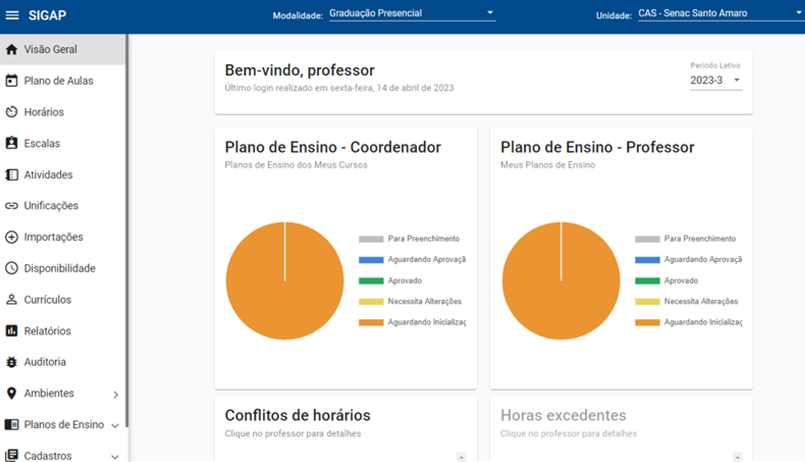 SIGAP
Modalidade: Graduação Presencial
Unidade: CAS - Senac Santo Amaro
Visão Geral
Plano de Aulas
Horários
Escalas
Atividades
Unificações
Importações
Disponibilidade
Currículos
Relatórios
Auditoria
Ambientes
Planos de Ensino
Cadastros
Bem-vindo, professor
Último login realizado em sexta-feira, 14 de abril de 2023
Período Letivo
2023-3
Plano de Ensino - Coordenador
Planos de Ensino dos Meus Cursos
Para Preenchimento
Aguardando Aprovaçã
Aprovado
Necessita Alterações
Aguardando Inicializaç
Plano de Ensino - Professor
Meus Planos de Ensino
Para Preenchimento
Aguardando Aprovaçã
Aprovado
Necessita Alterações
Aguardando Inicializaç
Conflitos de horários
Clique no professor para detalhes
Horas excedentes
Clique no professor para detalhes